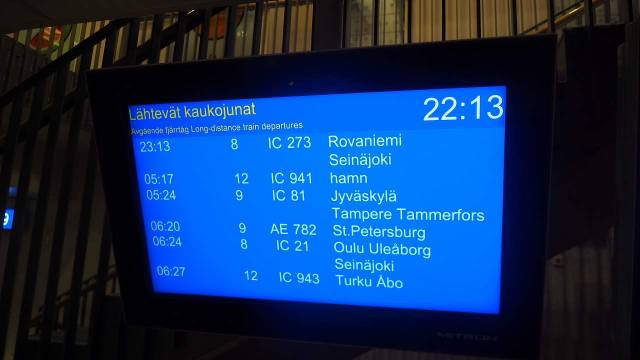 Lähtevät kaukojunat 22:13
Avgående fjärrtåg Long-distance train departures
23:13 8 IC 273 Rovaniemi
Seinäjoki
05:17 12 IC 941 hamn
05:24 9 IC 81 Jyväskylä
Tampere Tammerfors
06:20 9 AE 782 St.Petersburg
06:24 8 IC 21 Oulu Uleåborg
Seinäjoki
06:27 12 IC 943 Turku Åbo
MITRON
9